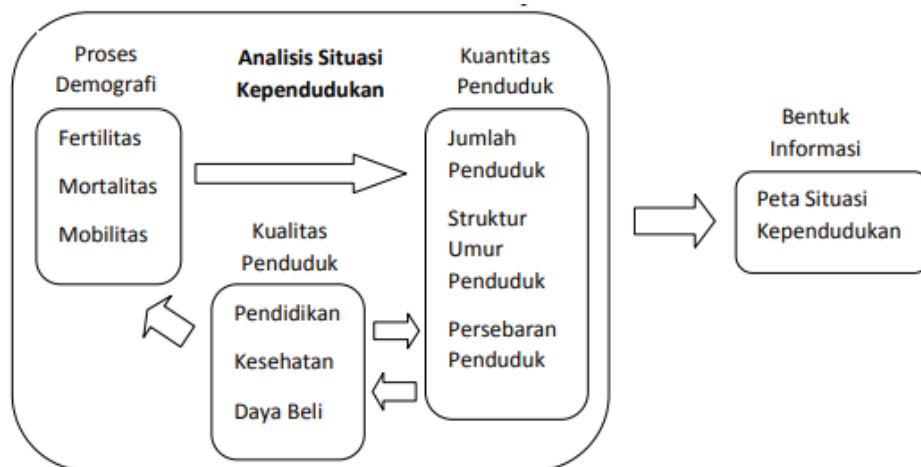 Proses
Demografi
Fertilitas
Mortalitas
Mobilitas
Analisis Situasi
Kependudukan
Kualitas
Penduduk
Pendidikan
Kesehatan
Daya Beli
Kuantitas
Penduduk
Jumlah
Penduduk
Struktur
Umur
Penduduk
Persebaran
Penduduk
Bentuk
Informasi
Peta Situasi
Kependudukan